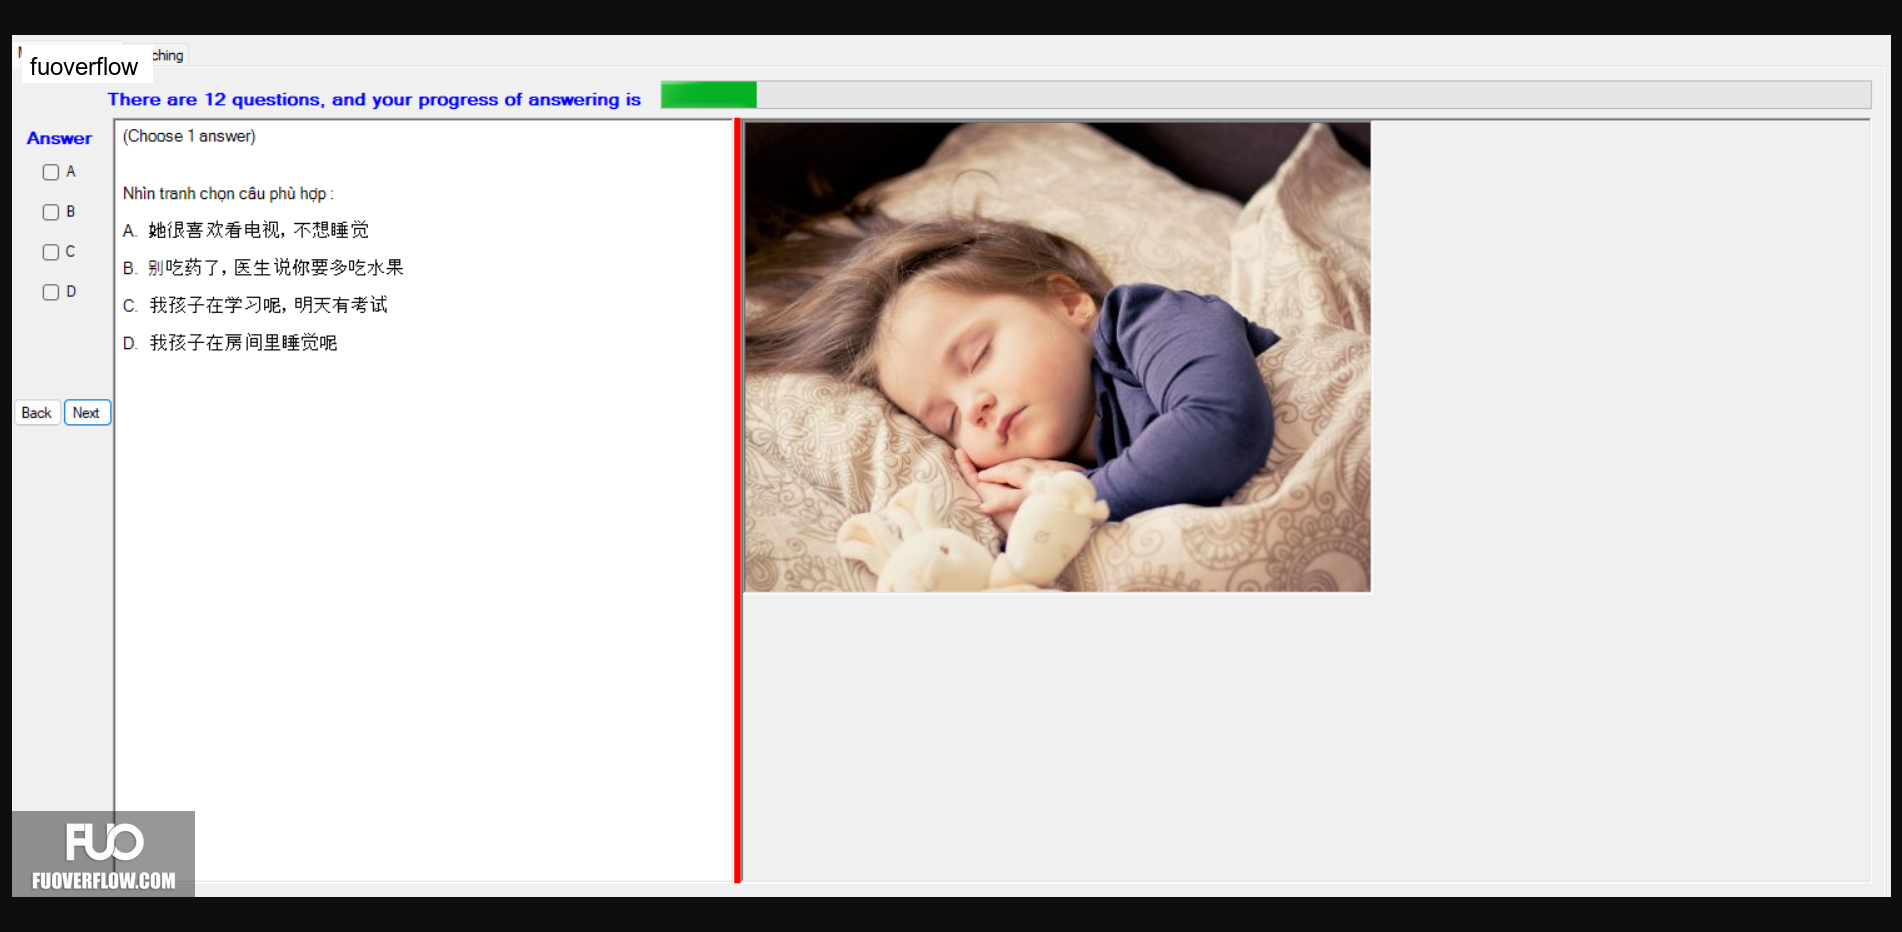 ching
fuoverflow
There are 12 questions, and your progress of answering is
Answer
(Choose 1 answer)
A
B
C
D
Nhìn tranh chọn câu phù hợp :
A. 她很喜欢看电视, 不想睡觉
B. 别吃药了, 医生说你要多吃水果
C. 我孩子在学习呢, 明天有考试
D. 我孩子在房间里睡觉呢
Back Next
FUO
FUOVERFLOW.COM